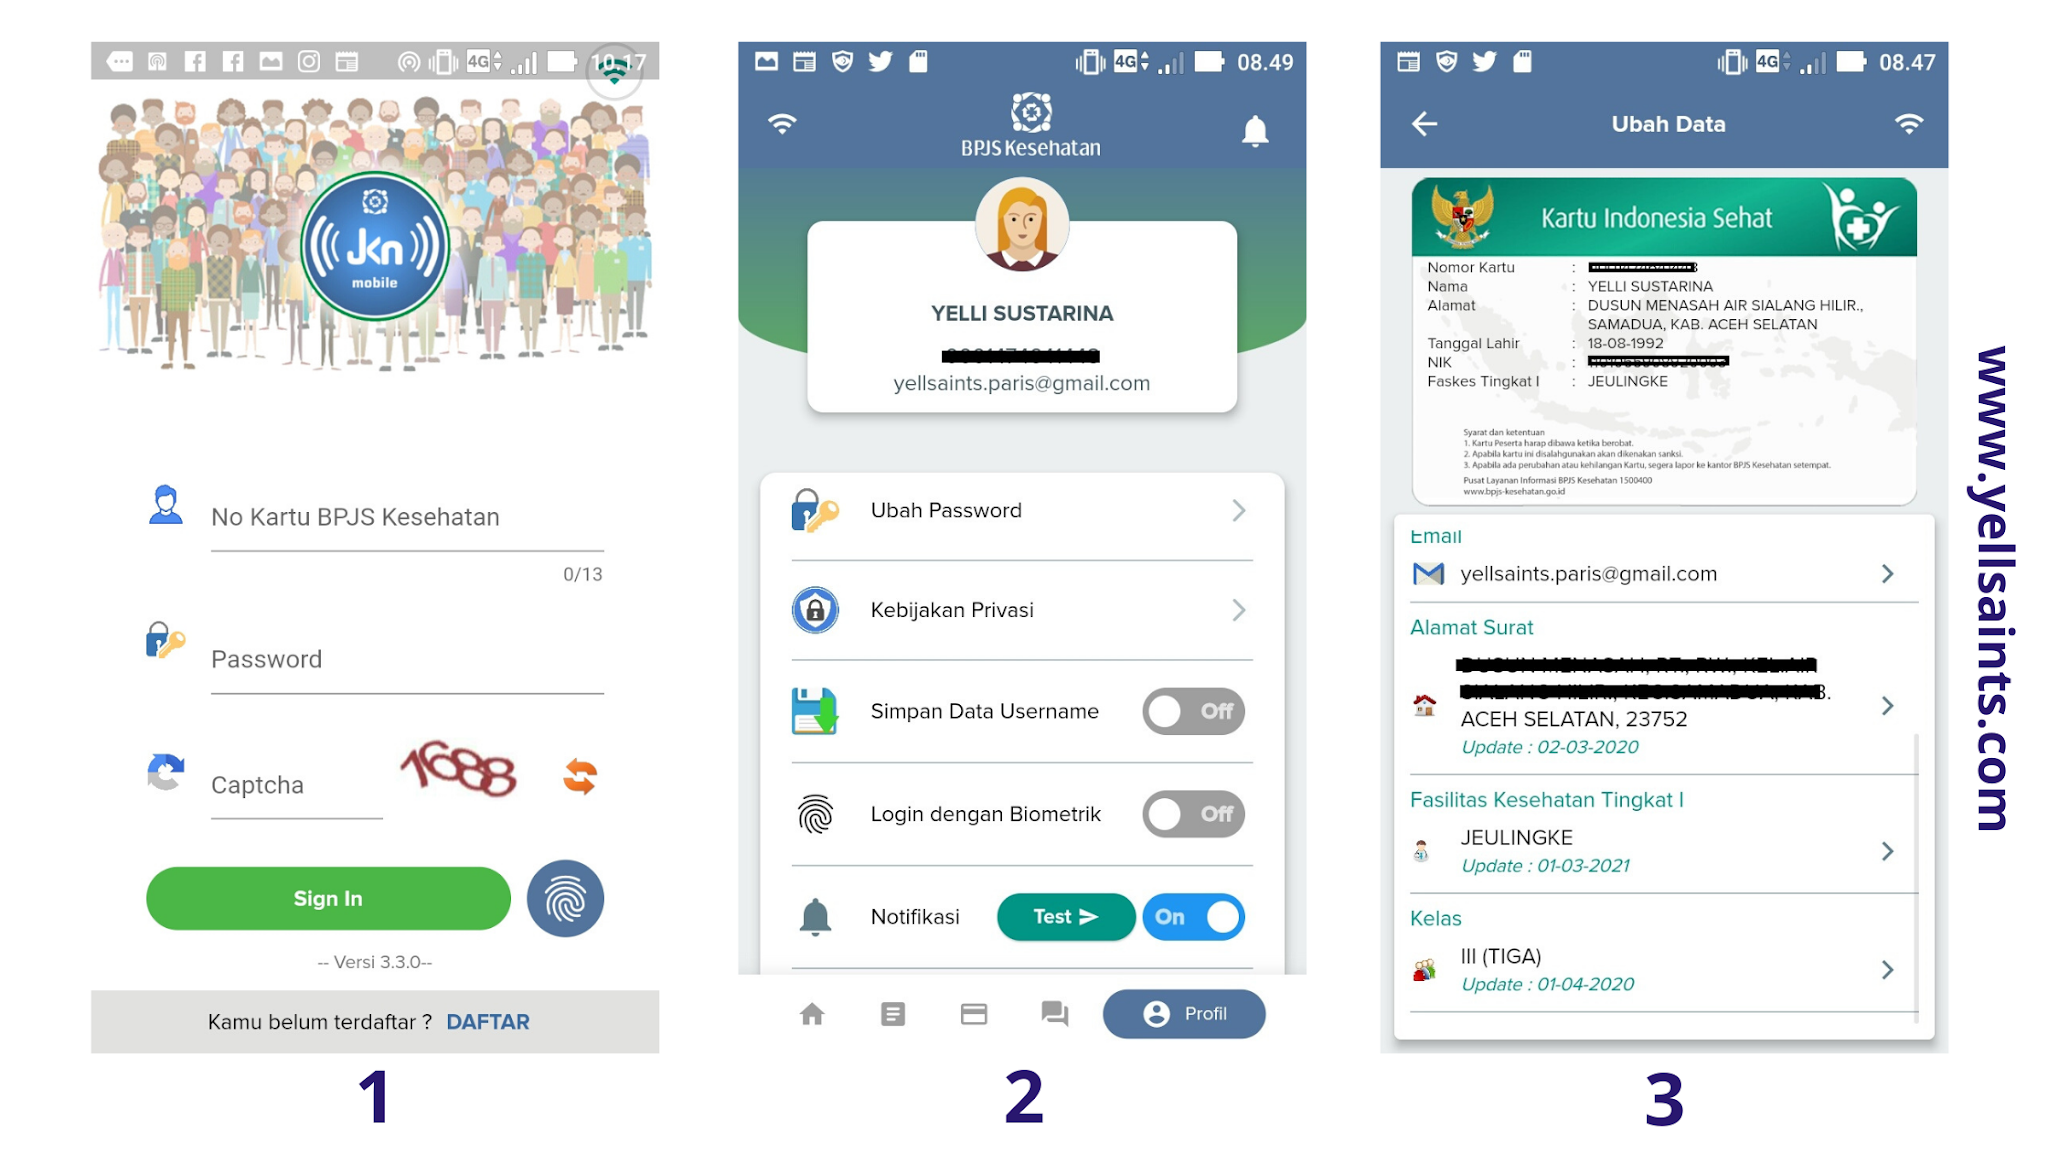 4G
10.17
Jkn
mobile
No Kartu BPJS Kesehatan
0/13
Password
Captcha
1688
Sign In
-- Versi 3.3.0--
Kamu belum terdaftar ? DAFTAR
1
4G
08.49
BPJS Kesehatan
YELLI SUSTARINA
yellsaints.paris@gmail.com
Ubah Password
Kebijakan Privasi
Simpan Data Username
Off
Login dengan Biometrik
Off
Notifikasi
Test
On
Profil
2
4G
08.47
Ubah Data
Kartu Indonesia Sehat
Nomor Kartu :
Nama : YELLI SUSTARINA
Alamat : DUSUN MENASAH AIR SIALANG HILIR.,
SAMADUA, KAB. ACEH SELATAN
Tanggal Lahir : 18-08-1992
NIK :
Faskes Tingkat I : JEULINGKE
Syarat dan ketentuan
1. Kartu Peserta harap dibawa ketika berobat.
2. Apabila kartu ini disalahgunakan akan dikenakan sanksi.
3. Apabila ada perubahan atau kehilangan Kartu, segera lapor ke kantor BPJS Kesehatan setempat.
Pusat Layanan Informasi BPJS Kesehatan 1500400
www.bpjs-kesehatan.go.id
Email
yellsaints.paris@gmail.com
Alamat Surat
ACEH SELATAN, 23752
Update : 02-03-2020
Fasilitas Kesehatan Tingkat I
JEULINGKE
Update : 01-03-2021
Kelas
III (TIGA)
Update : 01-04-2020
3
www.yellsaints.com